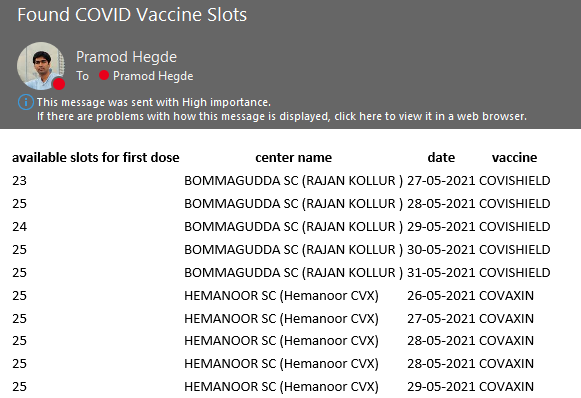 Found COVID Vaccine Slots
Pramod Hegde
To Pramod Hegde
This message was sent with High importance.
If there are problems with how this message is displayed, click here to view it in a web browser.
available slots for first dose center name date vaccine
23 BOMMAGUDDA SC (RAJAN KOLLUR ) 27-05-2021 COVISHIELD
25 BOMMAGUDDA SC (RAJAN KOLLUR ) 28-05-2021 COVISHIELD
24 BOMMAGUDDA SC (RAJAN KOLLUR ) 29-05-2021 COVISHIELD
25 BOMMAGUDDA SC (RAJAN KOLLUR ) 30-05-2021 COVISHIELD
25 BOMMAGUDDA SC (RAJAN KOLLUR ) 31-05-2021 COVISHIELD
25 HEMANOOR SC (Hemanoor CVX) 26-05-2021 COVAXIN
25 HEMANOOR SC (Hemanoor CVX) 27-05-2021 COVAXIN
25 HEMANOOR SC (Hemanoor CVX) 28-05-2021 COVAXIN
25 HEMANOOR SC (Hemanoor CVX) 28-05-2021 COVAXIN
25 HEMANOOR SC (Hemanoor CVX) 29-05-2021 COVAXIN